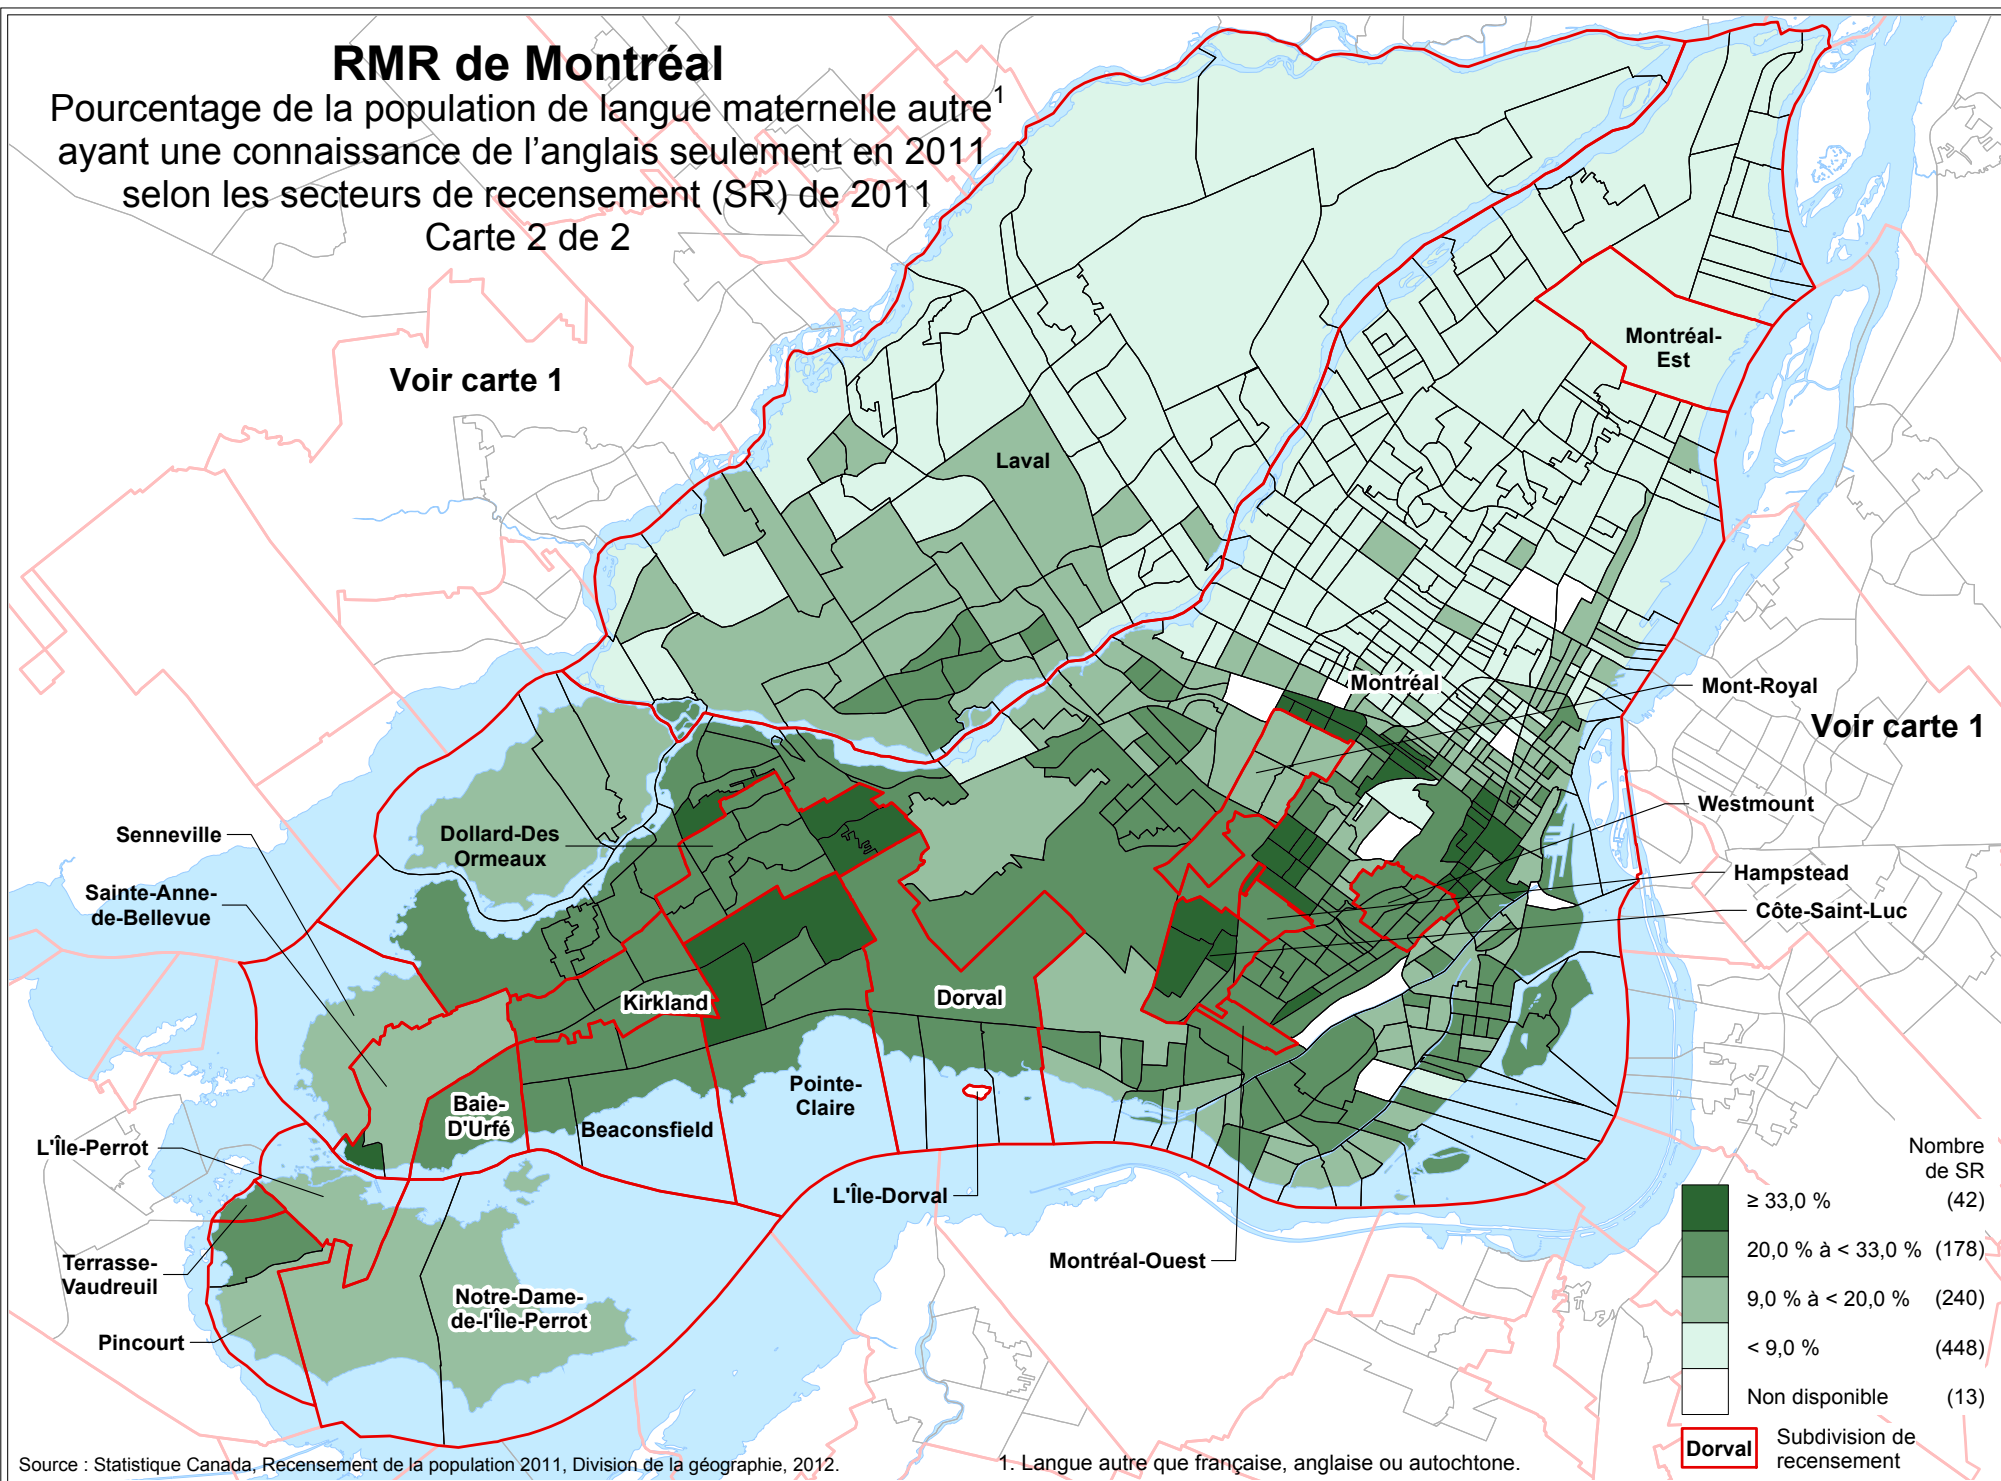 RMR de Montréal
Pourcentage de la population de langue maternelle autre¹
ayant une connaissance de l'anglais seulement en 2011
selon les secteurs de recensement (SR) de 2011
Carte 2 de 2
Voir carte 1
Montréal-
Est
Laval
Montréal
Mont-Royal
Voir carte 1
Westmount
Hampstead
Côte-Saint-Luc
Senneville
Dollard-Des
Ormeaux
Sainte-Anne-
de-Bellevue
Kirkland
Dorval
Pointe-
Claire
Baie-
D'Urfé
Beaconsfield
L'Île-Perrot
L'Île-Dorval
Montréal-Ouest
Terrasse-
Vaudreuil
Notre-Dame-
de-l'Île-Perrot
Pincourt
Nombre
de SR
≥ 33,0 % (42)
20,0 % à < 33,0 % (178)
9,0 % à < 20,0 % (240)
< 9,0 % (448)
Non disponible (13)
Dorval
Subdivision de
recensement
Source : Statistique Canada, Recensement de la population 2011, Division de la géographie, 2012.
1. Langue autre que française, anglaise ou autochtone.